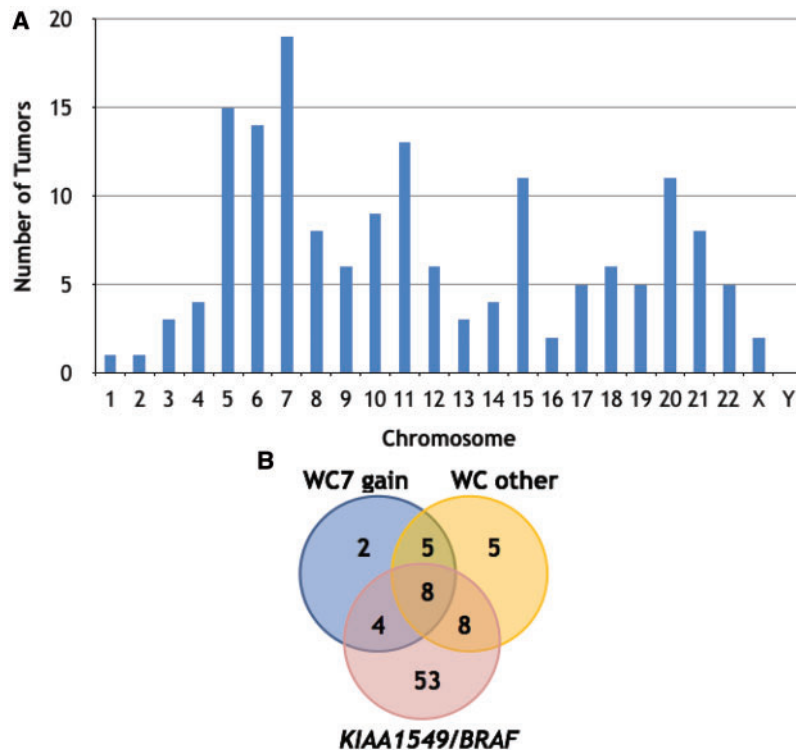 A
20
15
10
5
0
Number of Tumors
1 2 3 4 5 6 7 8 9 10 11 12 13 14 15 16 17 18 19 20 21 22 X Y
Chromosome
B
WC7 gain WC other
2 5 5
8
4 8
53
KIAA1549/BRAF